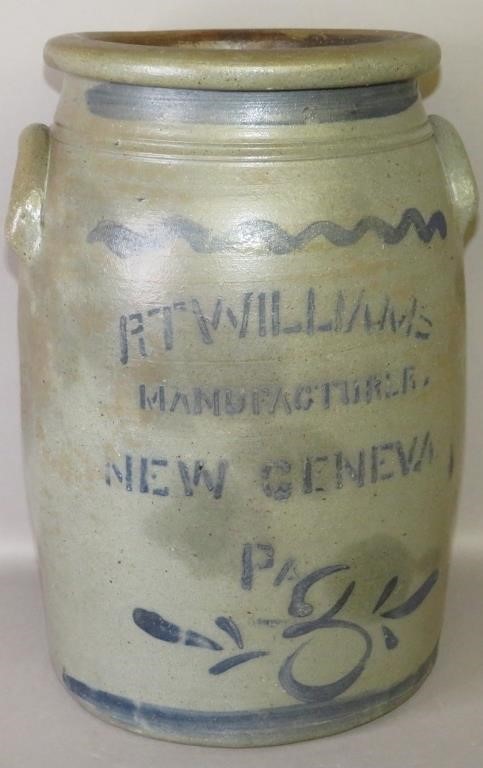 R T WILLIAMS
MANUFACTURER,
NEW GENEVA,
PA
3